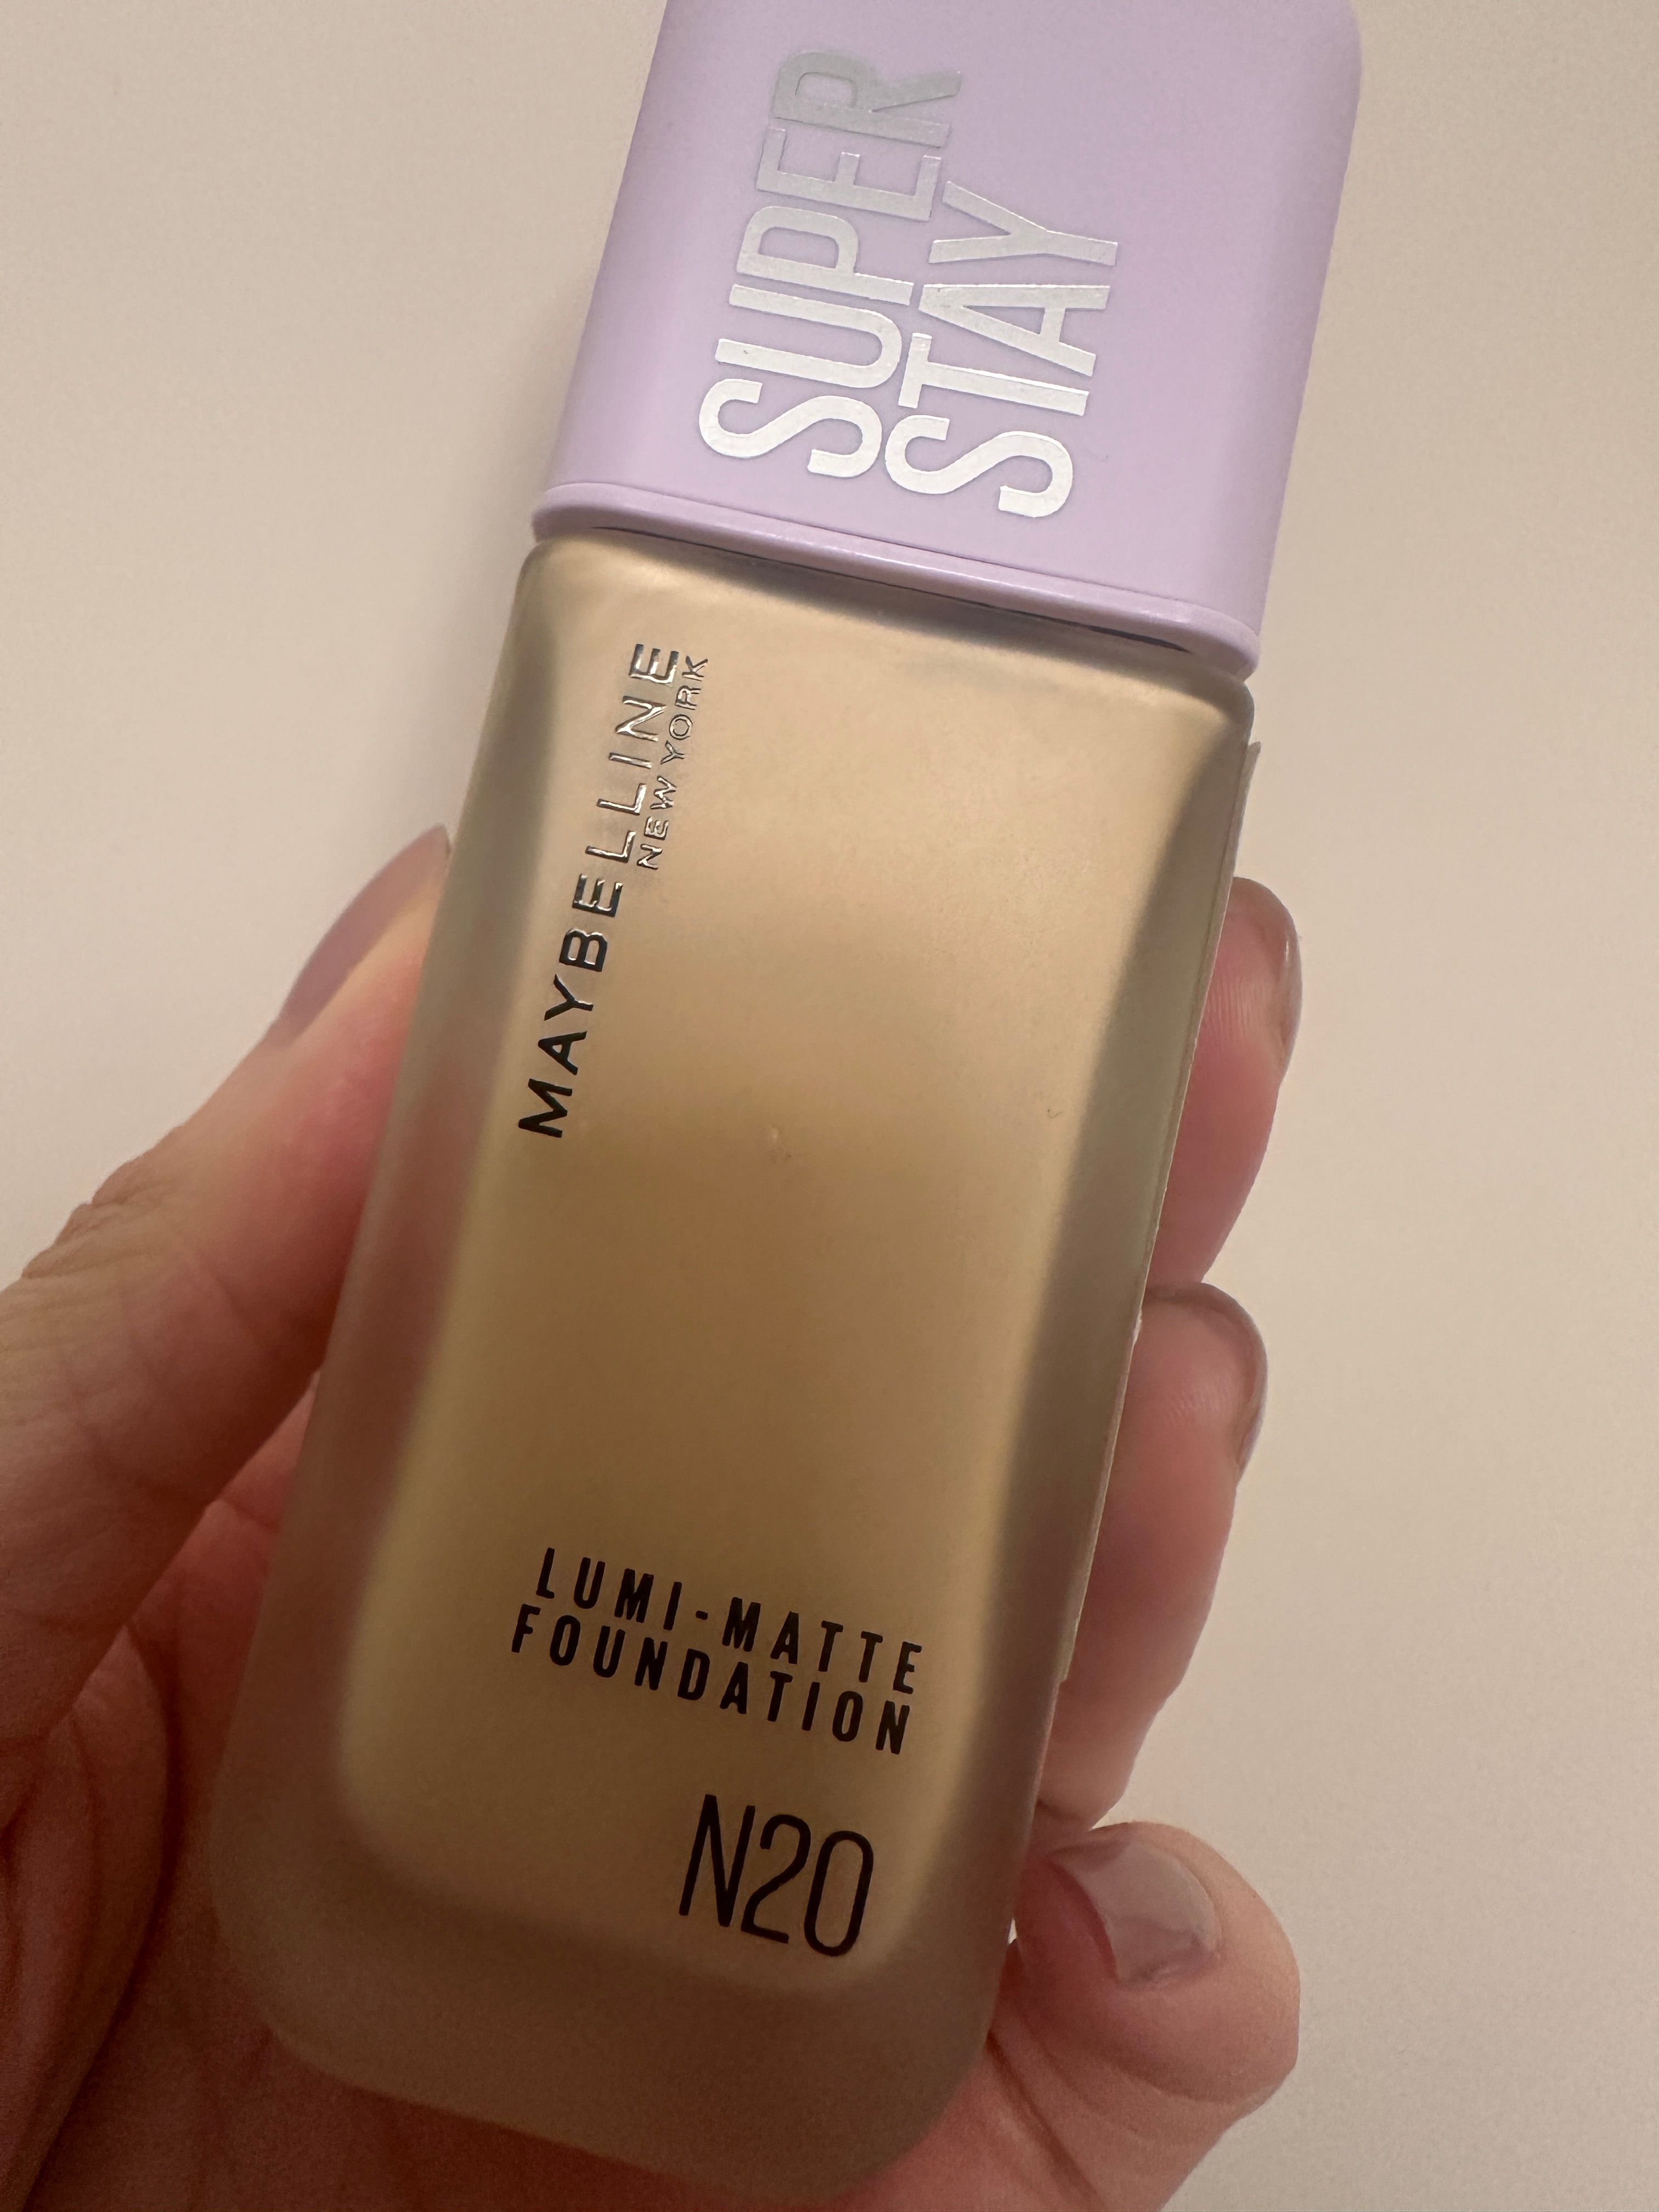 SUPER
STAY
MAYBELLINE
NEW YORK
LUMI-MATTE
FOUNDATION
N20